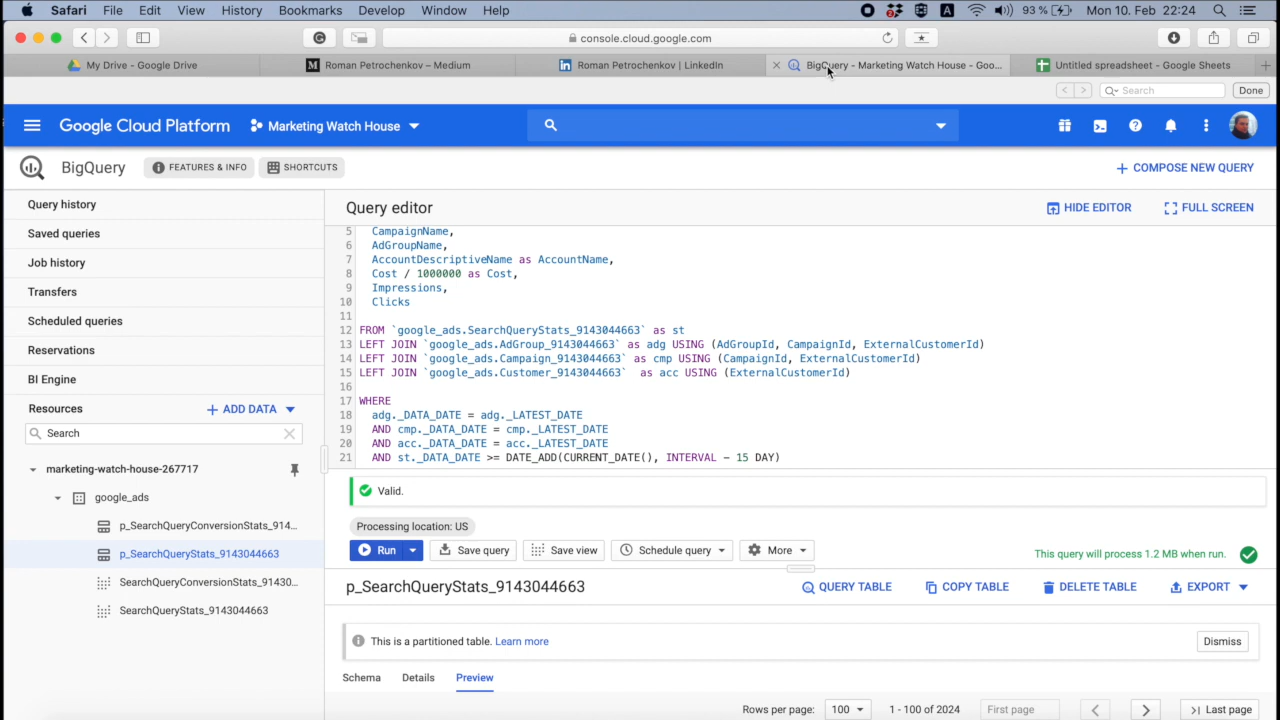 Safari File Edit View History Bookmarks Develop Window Help 2 A 93 % Mon 10. Feb 22:24
console.cloud.google.com
My Drive - Google Drive
Roman Petrochenkov – Medium
Roman Petrochenkov | LinkedIn
BigQuery - Marketing Watch House - Goo...
Untitled spreadsheet - Google Sheets
Search Done
Google Cloud Platform Marketing Watch House
BigQuery FEATURES & INFO SHORTCUTS COMPOSE NEW QUERY
Query history
Saved queries
Job history
Transfers
Scheduled queries
Reservations
BI Engine
Resources + ADD DATA
Search
marketing-watch-house-267717
google_ads
p_SearchQueryConversionStats_914...
p_SearchQueryStats_9143044663
SearchQueryConversionStats_91430...
SearchQueryStats_9143044663
Query editor HIDE EDITOR FULL SCREEN
5 CampaignName,
6 AdGroupName,
7 AccountDescriptiveName as AccountName,
8 Cost / 1000000 as Cost,
9 Impressions,
10 Clicks
11
12 FROM `google_ads.SearchQueryStats_9143044663` as st
13 LEFT JOIN `google_ads.AdGroup_9143044663` as adg USING (AdGroupId, CampaignId, ExternalCustomerId)
14 LEFT JOIN `google_ads.Campaign_9143044663` as cmp USING (CampaignId, ExternalCustomerId)
15 LEFT JOIN `google_ads.Customer_9143044663` as acc USING (ExternalCustomerId)
16
17 WHERE
18 adg._DATA_DATE = adg._LATEST_DATE
19 AND cmp._DATA_DATE = cmp._LATEST_DATE
20 AND acc._DATA_DATE = acc._LATEST_DATE
21 AND st._DATA_DATE >= DATE_ADD(CURRENT_DATE(), INTERVAL - 15 DAY)
Valid.
Processing location: US
Run Save query Save view Schedule query More This query will process 1.2 MB when run.
p_SearchQueryStats_9143044663 QUERY TABLE COPY TABLE DELETE TABLE EXPORT
This is a partitioned table. Learn more Dismiss
Schema Details Preview
Rows per page: 100 1 - 100 of 2024 First page Last page